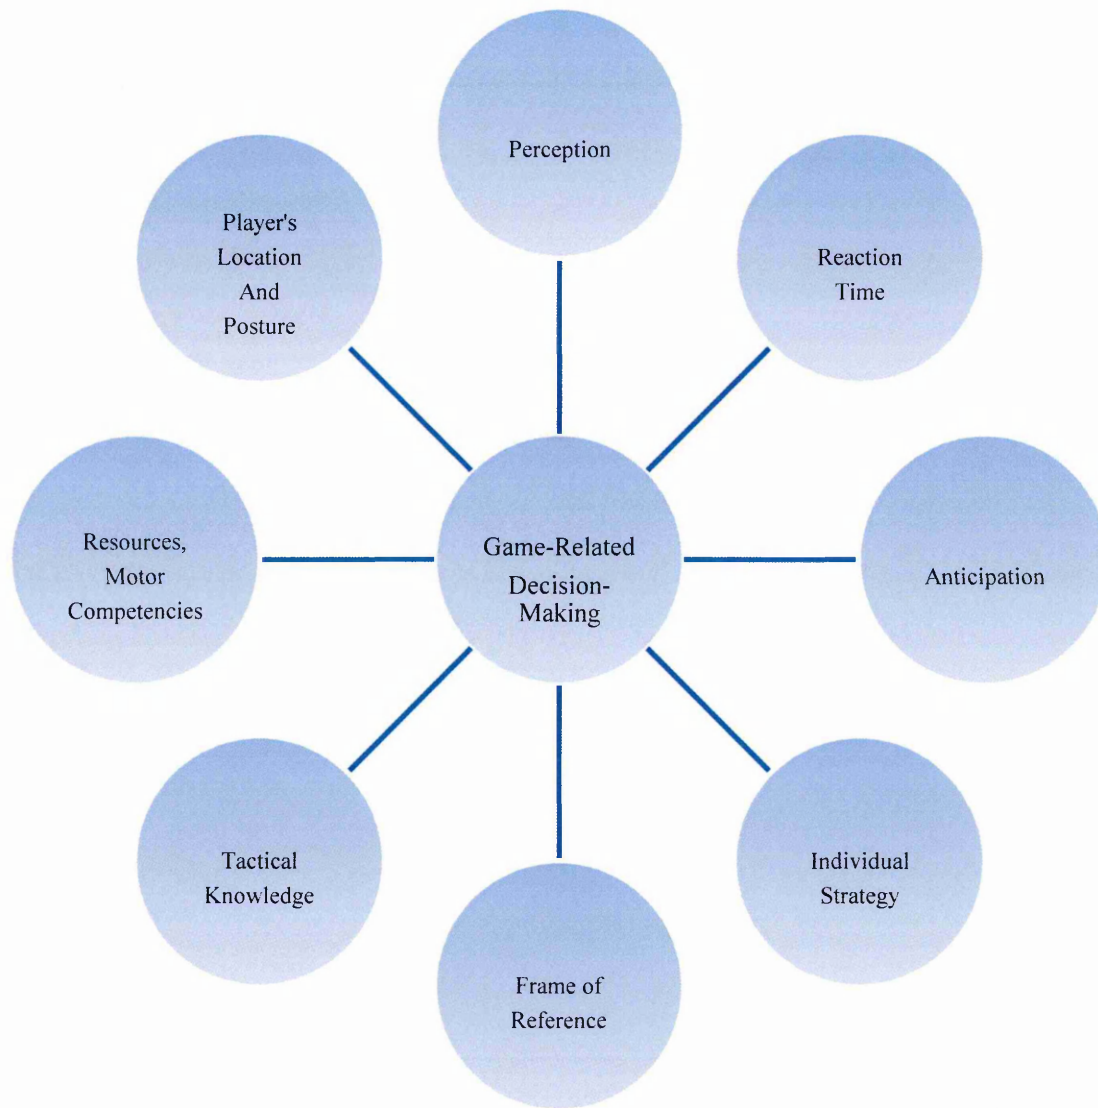 Perception
Player's
Location
And
Posture
Reaction
Time
Resources,
Motor
Competencies
Game-Related
Decision-
Making
Anticipation
Tactical
Knowledge
Individual
Strategy
Frame of
Reference